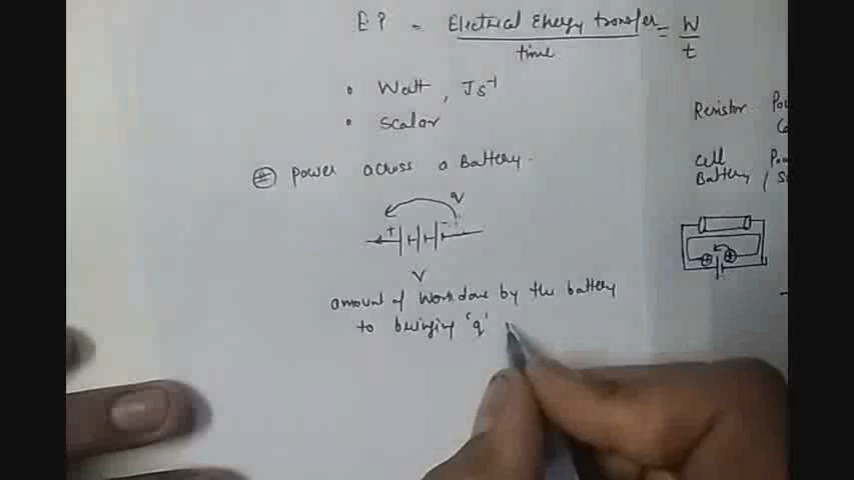 EP = Electrical Energy transfer = W
time t
• Watt, Js⁻¹
• Scalar
Resistor
# Power across a Battery.
Cell
Battery /
q
+ -
V
amount of Work done by the battery
to bringing 'q'